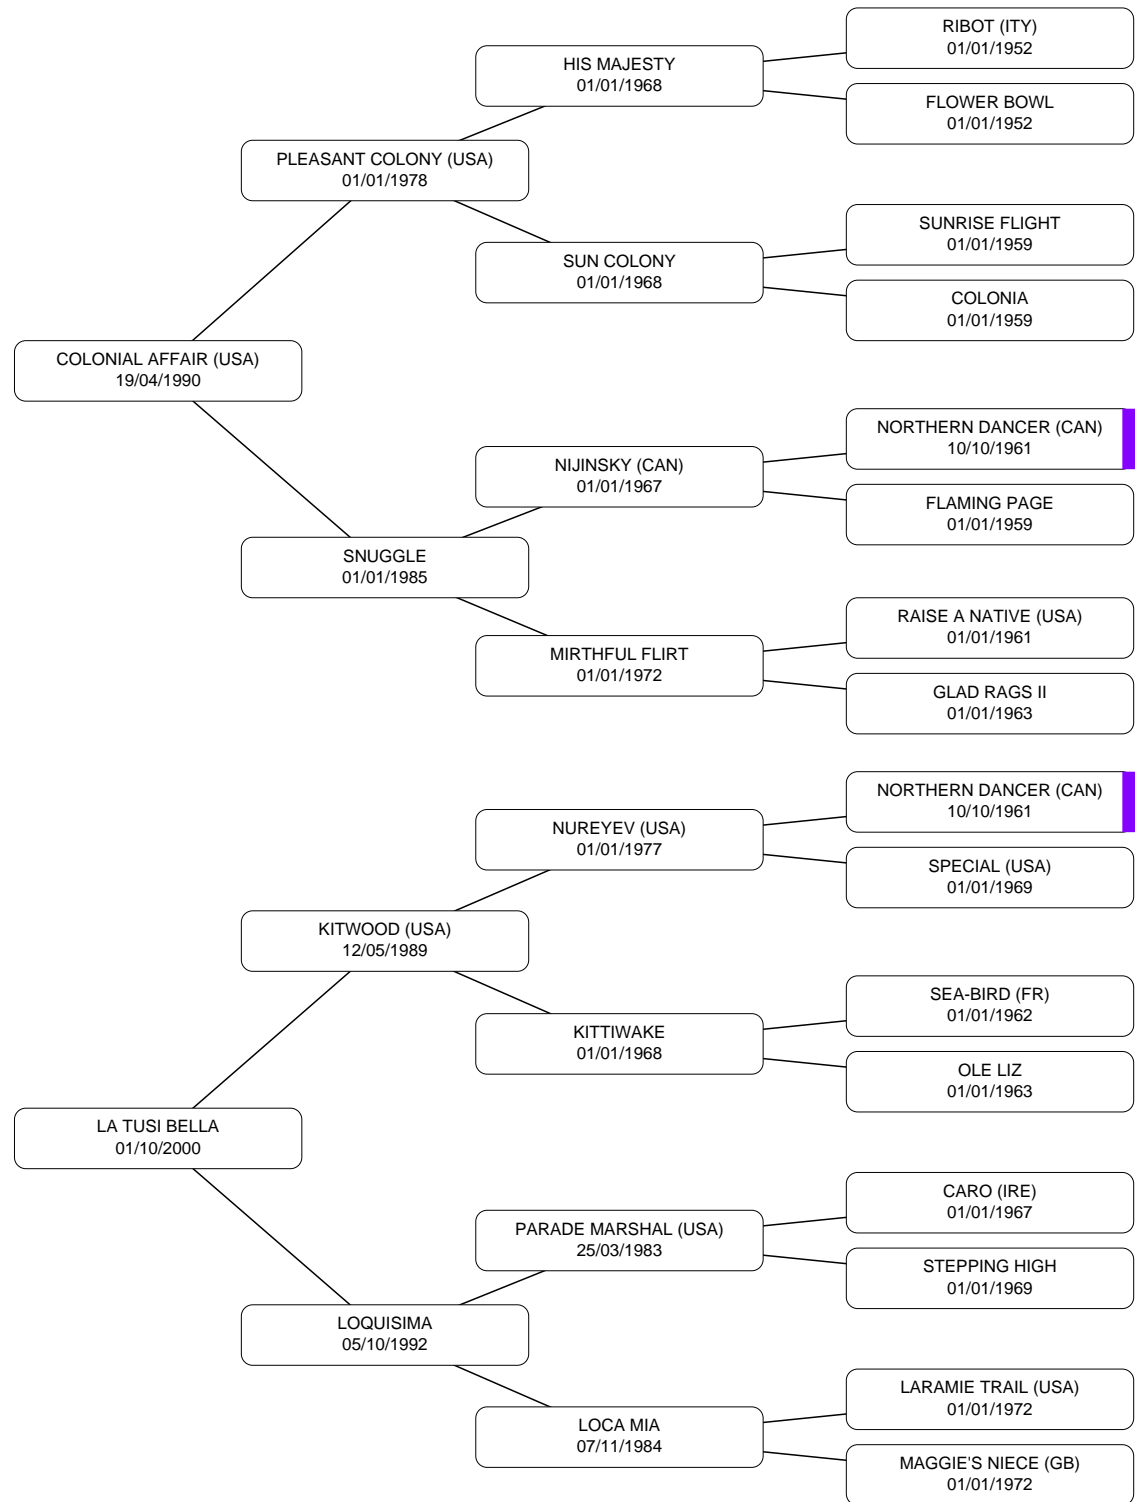 RIBOT (ITY)
01/01/1952
HIS MAJESTY
01/01/1968
FLOWER BOWL
01/01/1952
PLEASANT COLONY (USA)
01/01/1978
SUNRISE FLIGHT
01/01/1959
SUN COLONY
01/01/1968
COLONIA
01/01/1959
COLONIAL AFFAIR (USA)
19/04/1990
NORTHERN DANCER (CAN)
10/10/1961
NIJINSKY (CAN)
01/01/1967
FLAMING PAGE
01/01/1959
SNUGGLE
01/01/1985
RAISE A NATIVE (USA)
01/01/1961
MIRTHFUL FLIRT
01/01/1972
GLAD RAGS II
01/01/1963
NORTHERN DANCER (CAN)
10/10/1961
NUREYEV (USA)
01/01/1977
SPECIAL (USA)
01/01/1969
KITWOOD (USA)
12/05/1989
SEA-BIRD (FR)
01/01/1962
KITTIWAKE
01/01/1968
OLE LIZ
01/01/1963
LA TUSI BELLA
01/10/2000
CARO (IRE)
01/01/1967
PARADE MARSHAL (USA)
25/03/1983
STEPPING HIGH
01/01/1969
LOQUISIMA
05/10/1992
LARAMIE TRAIL (USA)
01/01/1972
LOCA MIA
07/11/1984
MAGGIE'S NIECE (GB)
01/01/1972